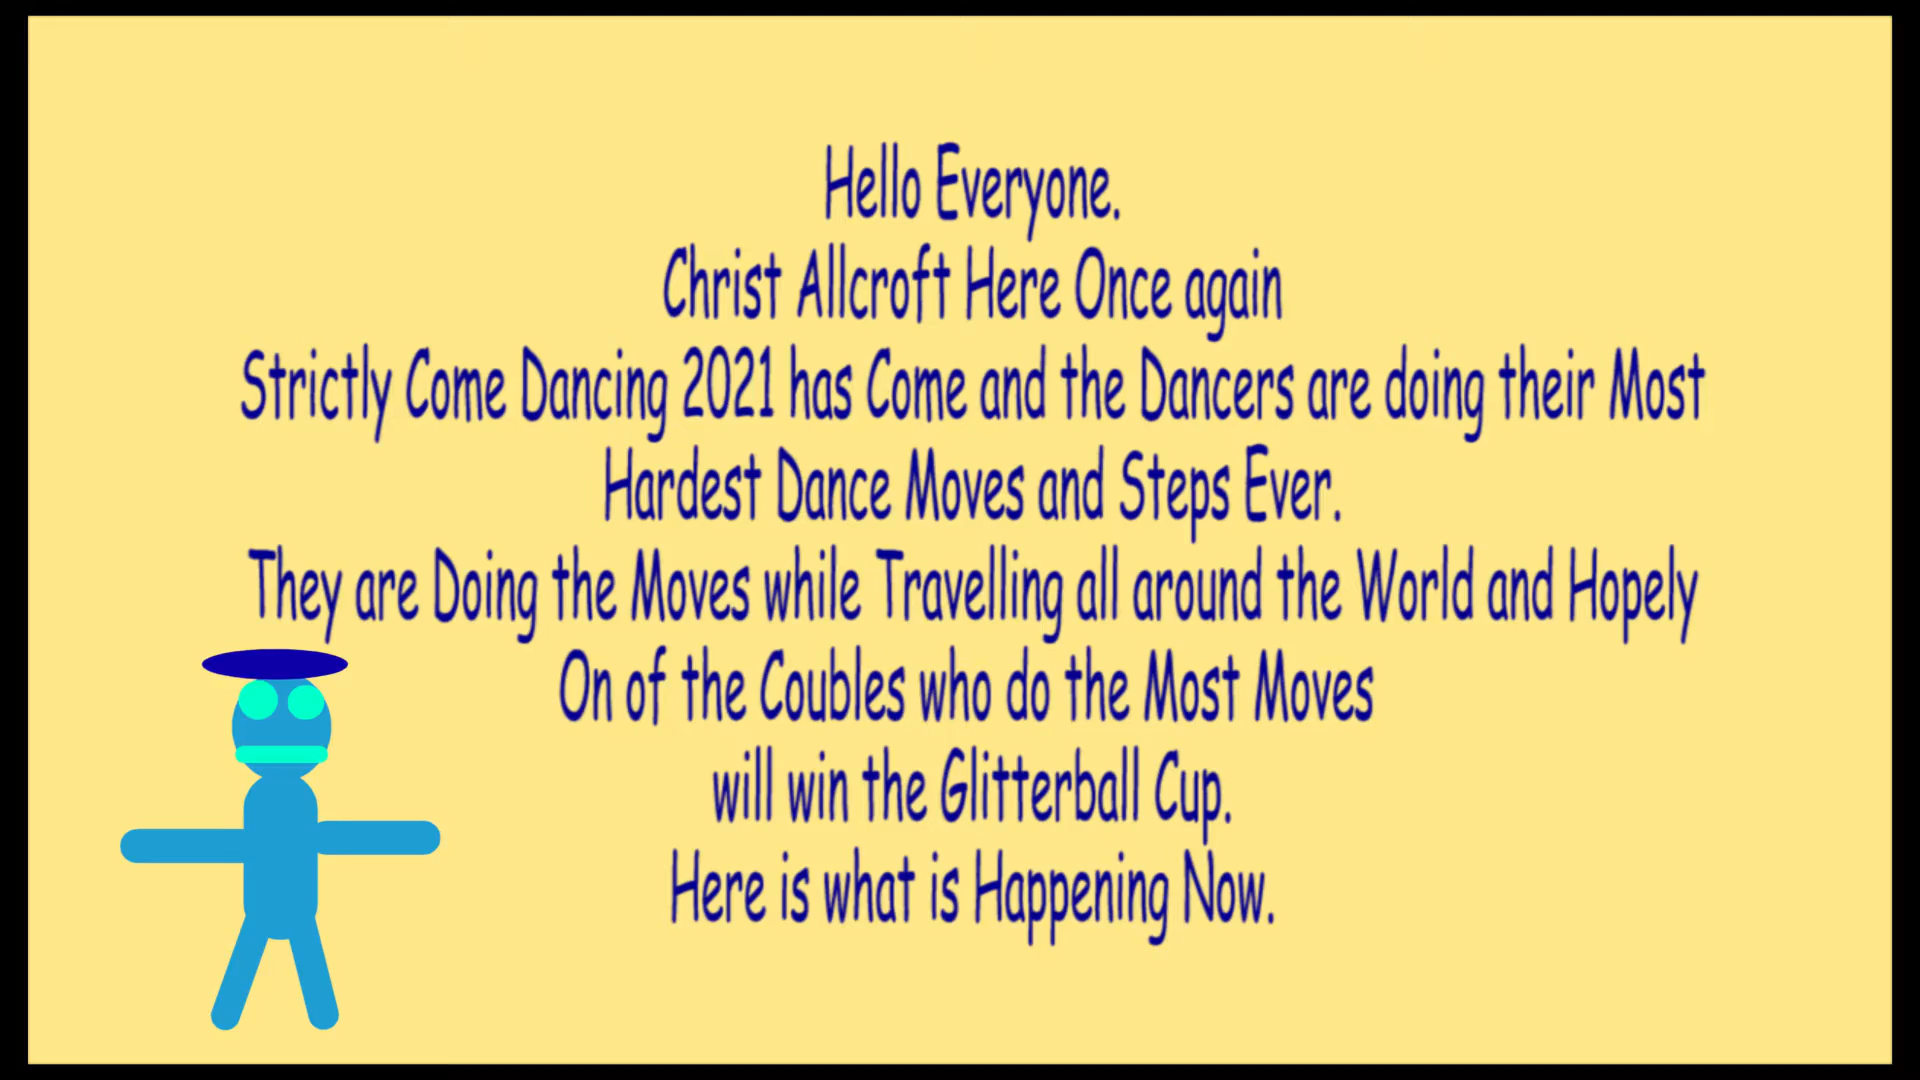 Hello Everyone.
Christ Allcroft Here Once again
Strictly Come Dancing 2021 has Come and the Dancers are doing their Most
Hardest Dance Moves and Steps Ever.
They are Doing the Moves while Travelling all around the World and Hopely
On of the Coubles who do the Most Moves
will win the Glitterball Cup.
Here is what is Happening Now.